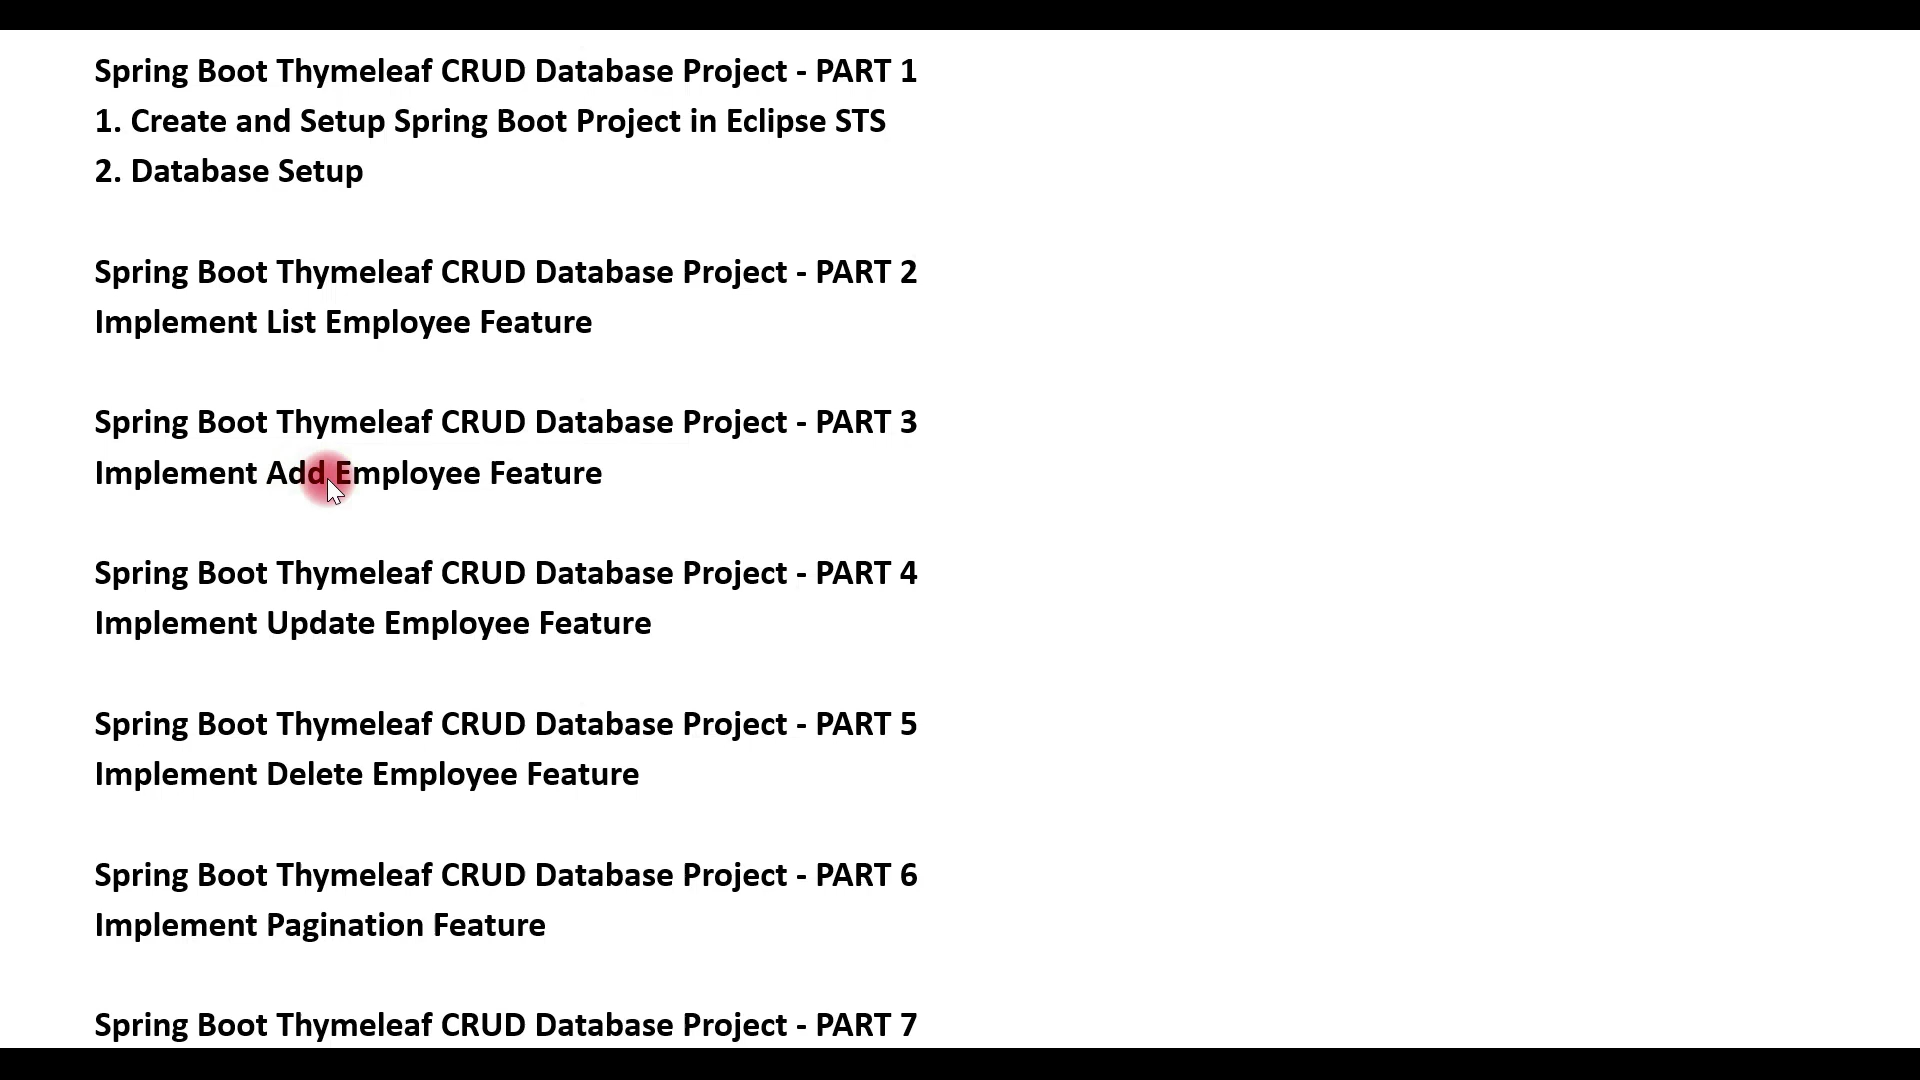 Spring Boot Thymeleaf CRUD Database Project - PART 1
1. Create and Setup Spring Boot Project in Eclipse STS
2. Database Setup
Spring Boot Thymeleaf CRUD Database Project - PART 2
Implement List Employee Feature
Spring Boot Thymeleaf CRUD Database Project - PART 3
Implement Add Employee Feature
Spring Boot Thymeleaf CRUD Database Project - PART 4
Implement Update Employee Feature
Spring Boot Thymeleaf CRUD Database Project - PART 5
Implement Delete Employee Feature
Spring Boot Thymeleaf CRUD Database Project - PART 6
Implement Pagination Feature
Spring Boot Thymeleaf CRUD Database Project - PART 7